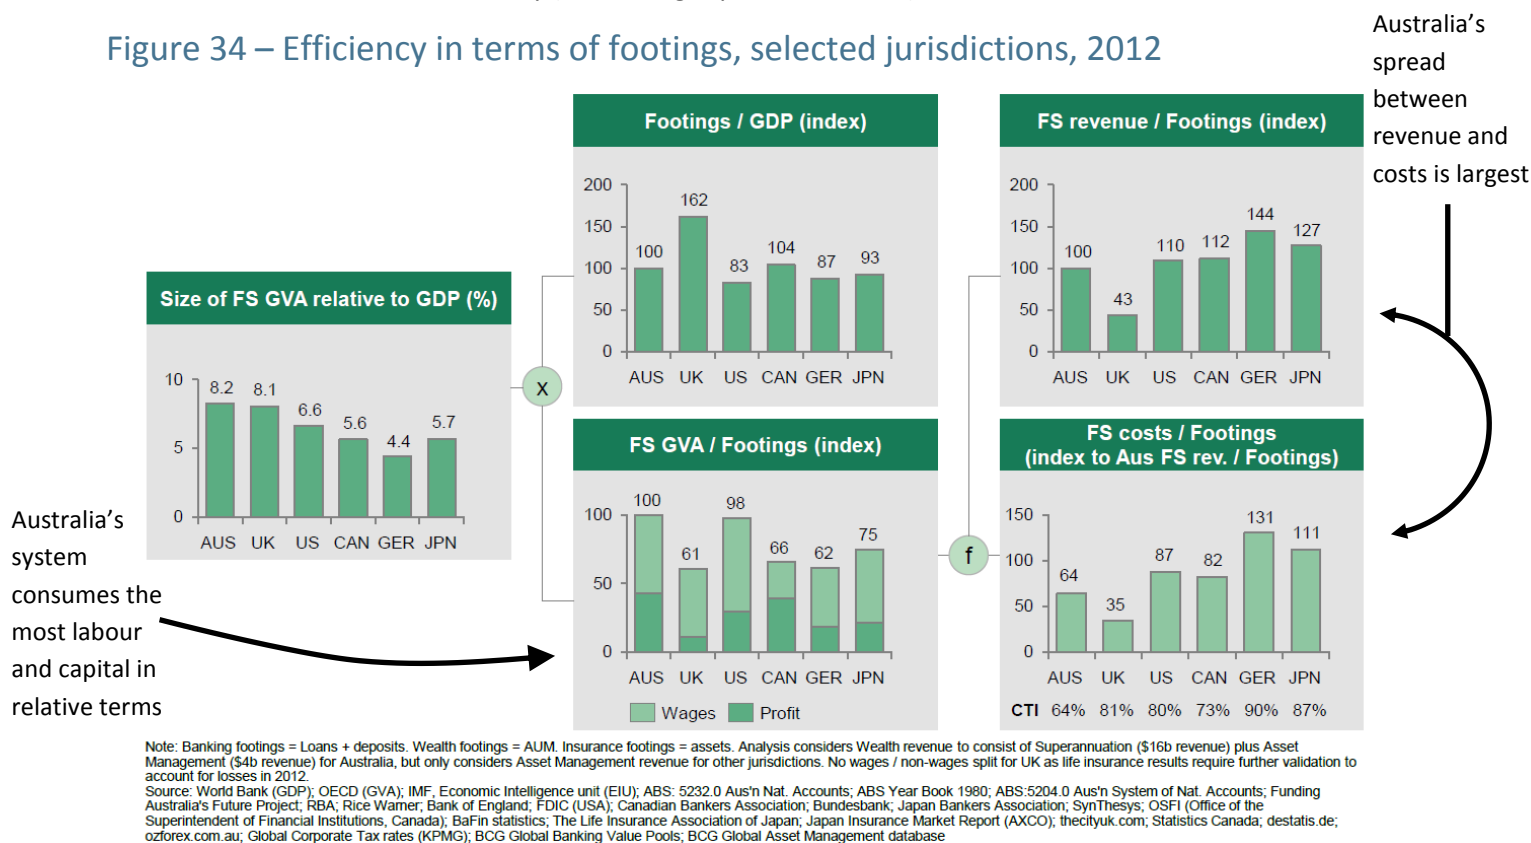 Figure 34 – Efficiency in terms of footings, selected jurisdictions, 2012
Australia’s
spread
between
revenue and
costs is largest
Footings / GDP (index)
200
150
100
50
0
100
162
83
104
87
93
AUS UK US CAN GER JPN
FS revenue / Footings (index)
200
150
100
50
0
100
43
110
112
144
127
AUS UK US CAN GER JPN
Size of FS GVA relative to GDP (%)
10
5
0
8.2
8.1
6.6
5.6
4.4
5.7
AUS UK US CAN GER JPN
x
FS GVA / Footings (index)
100
50
0
100
61
98
66
62
75
AUS UK US CAN GER JPN
Wages Profit
f
FS costs / Footings
(index to Aus FS rev. / Footings)
150
100
50
0
64
35
87
82
131
111
AUS UK US CAN GER JPN
CTI 64% 81% 80% 73% 90% 87%
Australia’s
system
consumes the
most labour
and capital in
relative terms
Note: Banking footings = Loans + deposits. Wealth footings = AUM. Insurance footings = assets. Analysis considers Wealth revenue to consist of Superannuation ($16b revenue) plus Asset
Management ($4b revenue) for Australia, but only considers Asset Management revenue for other jurisdictions. No wages / non-wages split for UK as life insurance results require further validation to
account for losses in 2012.
Source: World Bank (GDP); OECD (GVA); IMF, Economic Intelligence unit (EIU); ABS: 5232.0 Aus'n Nat. Accounts; ABS Year Book 1980; ABS:5204.0 Aus'n System of Nat. Accounts; Funding
Australia's Future Project; RBA; Rice Warner; Bank of England; FDIC (USA); Canadian Bankers Association; Bundesbank; Japan Bankers Association; SynThesys; OSFI (Office of the
Superintendent of Financial Institutions, Canada); BaFin statistics; The Life Insurance Association of Japan; Japan Insurance Market Report (AXCO); thecityuk.com; Statistics Canada; destatis.de;
ozforex.com.au; Global Corporate Tax rates (KPMG); BCG Global Banking Value Pools; BCG Global Asset Management database